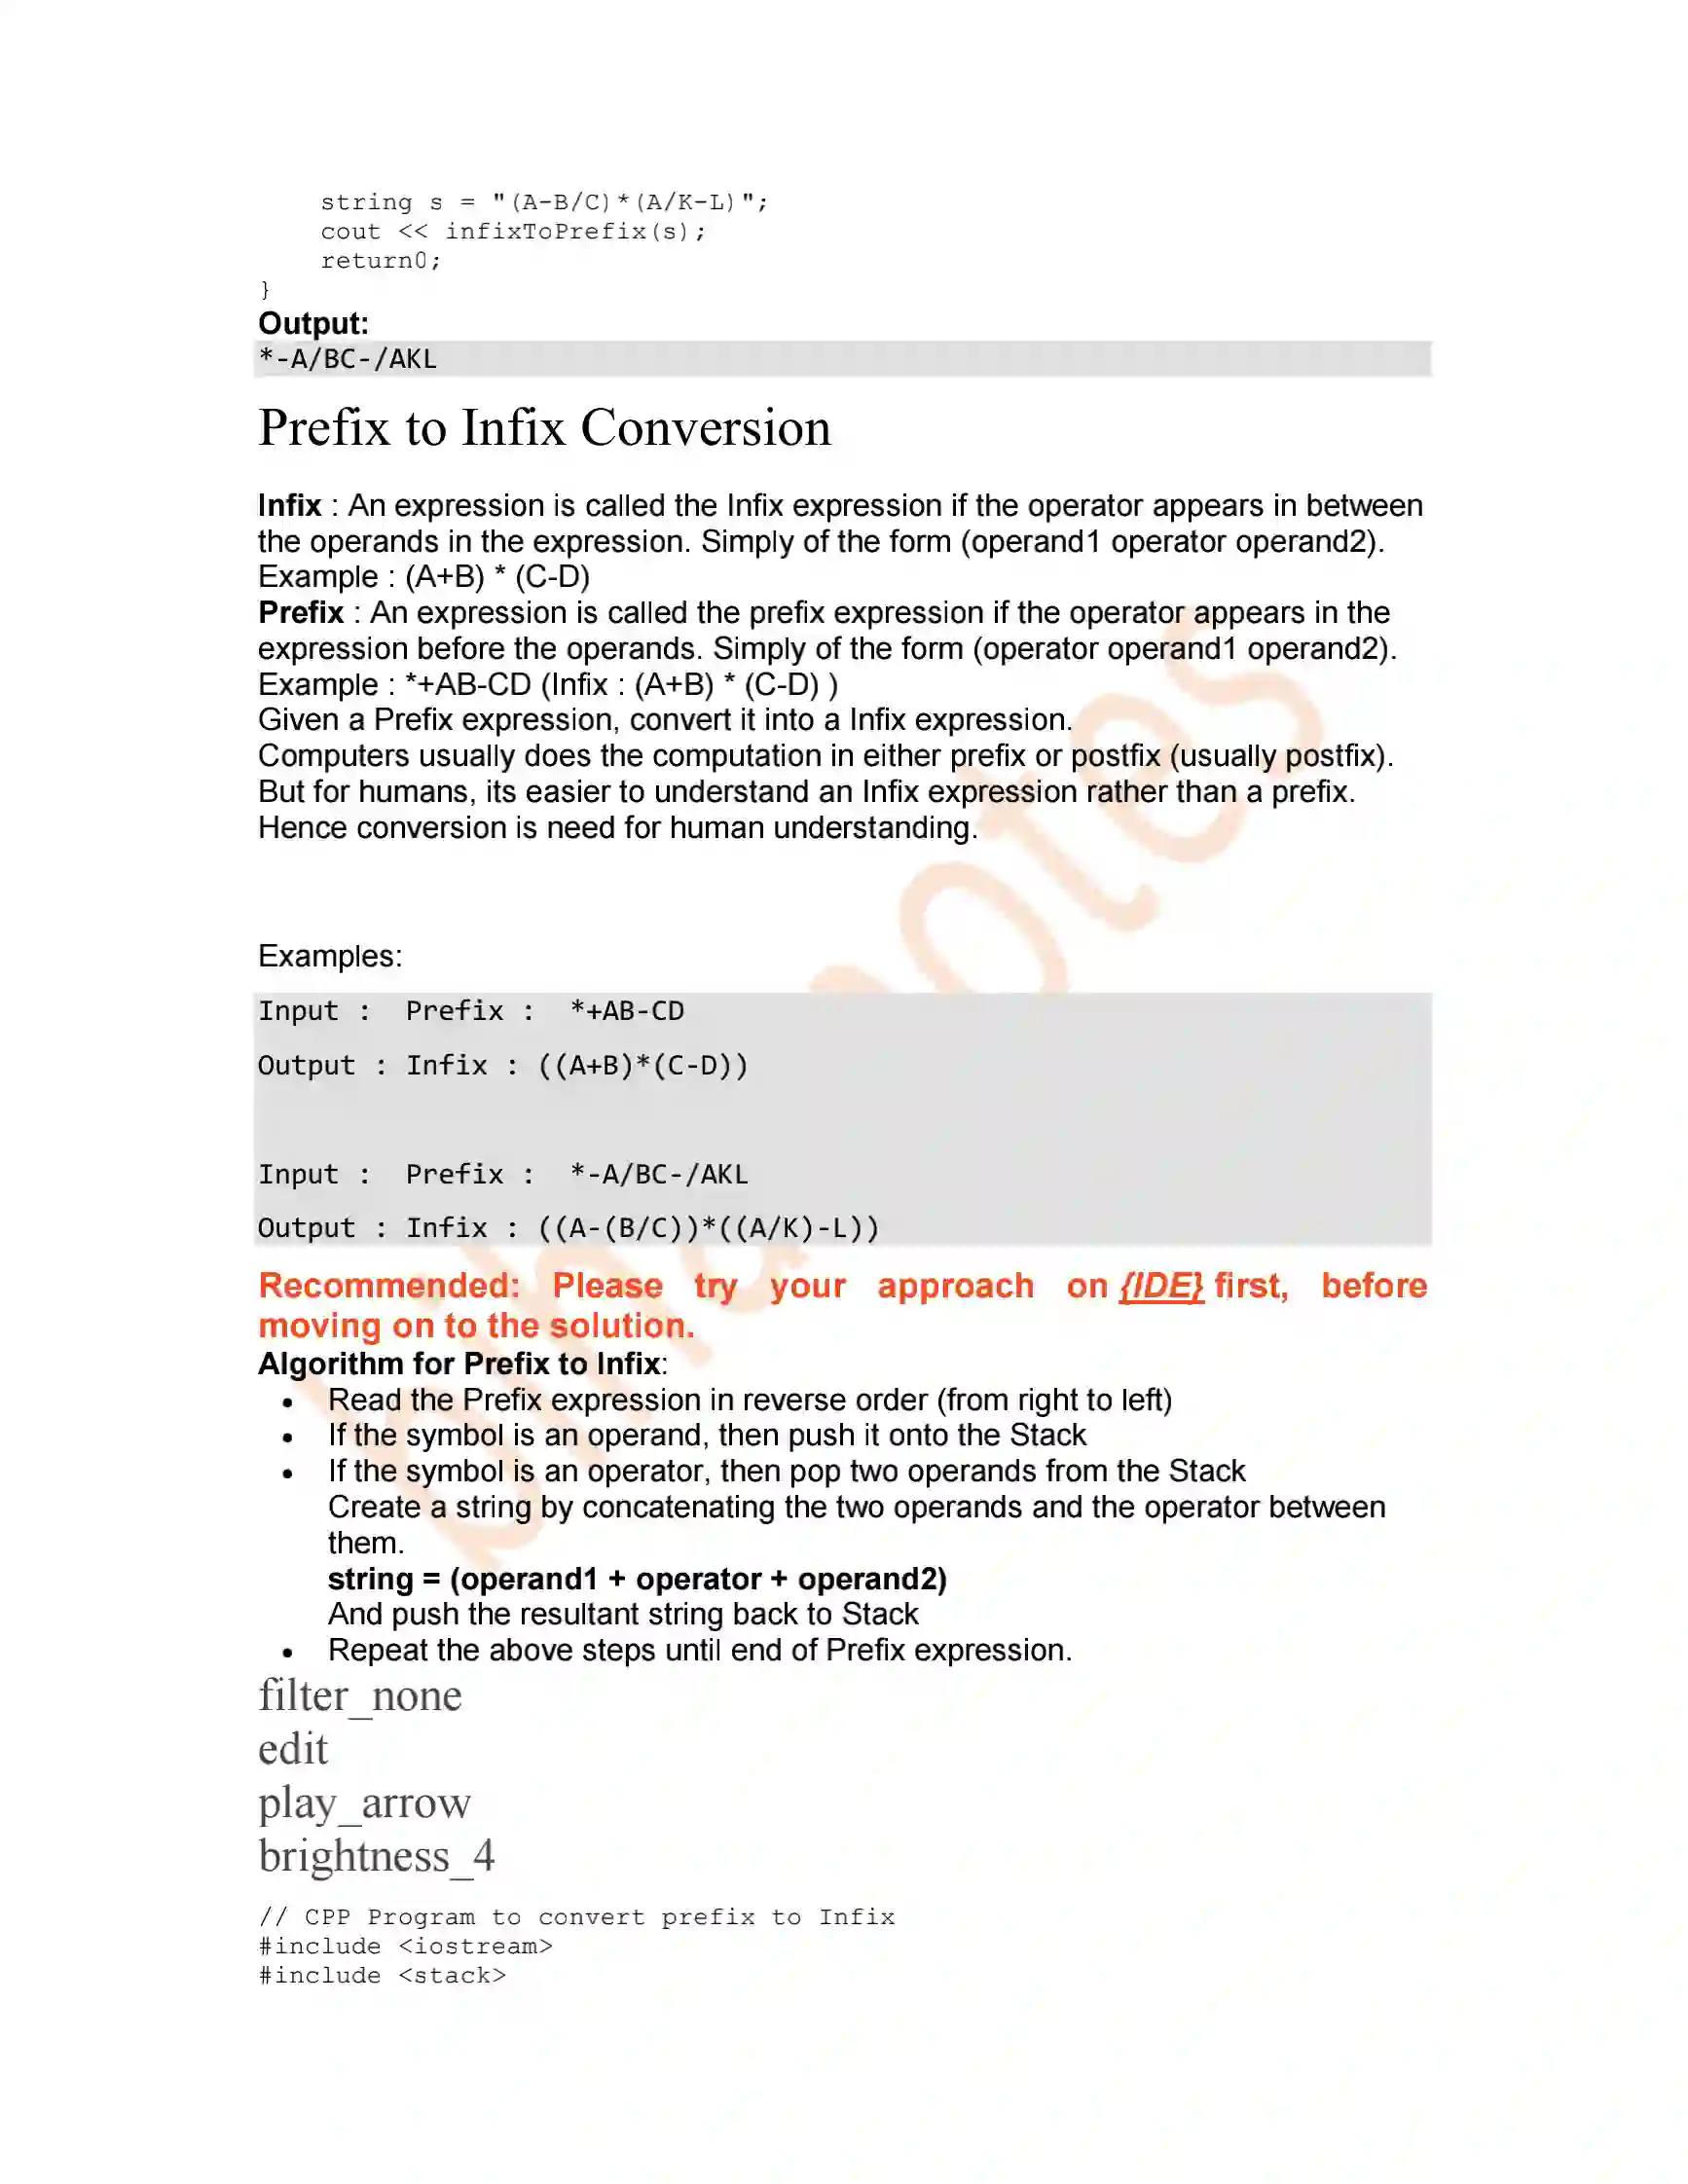 string s = "(A-B/C)*(A/K-L)";
cout << infixToPrefix(s);
return0;
}
Output:
*-A/BC-/AKL
Prefix to Infix Conversion
Infix : An expression is called the Infix expression if the operator appears in between
the operands in the expression. Simply of the form (operand1 operator operand2).
Example : (A+B) * (C-D)
Prefix : An expression is called the prefix expression if the operator appears in the
expression before the operands. Simply of the form (operator operand1 operand2).
Example : *+AB-CD (Infix : (A+B) * (C-D) )
Given a Prefix expression, convert it into a Infix expression.
Computers usually does the computation in either prefix or postfix (usually postfix).
But for humans, its easier to understand an Infix expression rather than a prefix.
Hence conversion is need for human understanding.
Examples:
Input :  Prefix :  *+AB-CD
Output : Infix : ((A+B)*(C-D))
Input :  Prefix :  *-A/BC-/AKL
Output : Infix : ((A-(B/C))*((A/K)-L))
Recommended: Please try your approach on {IDE} first, before
moving on to the solution.
Algorithm for Prefix to Infix:
• Read the Prefix expression in reverse order (from right to left)
• If the symbol is an operand, then push it onto the Stack
• If the symbol is an operator, then pop two operands from the Stack
Create a string by concatenating the two operands and the operator between
them.
string = (operand1 + operator + operand2)
And push the resultant string back to Stack
• Repeat the above steps until end of Prefix expression.
filter_none
edit
play_arrow
brightness_4
// CPP Program to convert prefix to Infix
#include <iostream>
#include <stack>